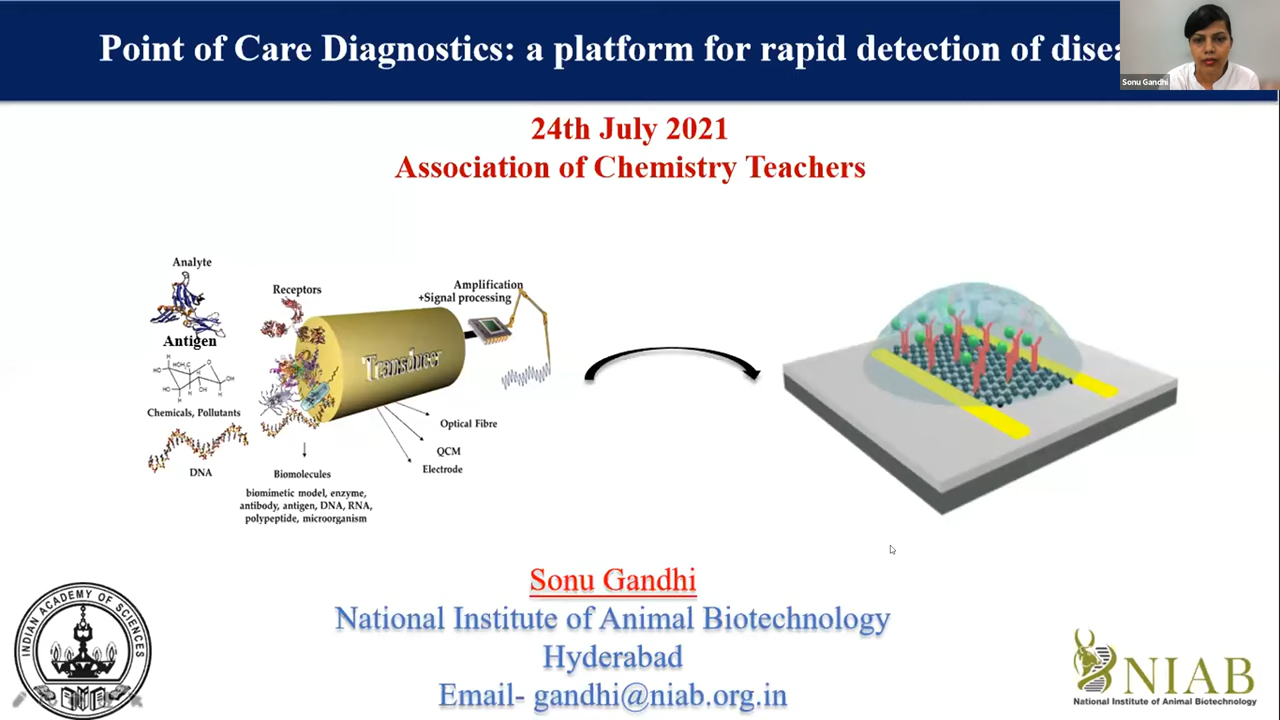 Point of Care Diagnostics: a platform for rapid detection of
Sonu Gandhi
24th July 2021
Association of Chemistry Teachers
Analyte
Antigen
Chemicals, Pollutants
DNA
Receptors
Transducer
Amplification
+Signal processing
Optical Fibre
QCM
Electrode
Biomolecules
biomimetic model, enzyme,
antibody, antigen, DNA, RNA,
polypeptide, microorganism
Sonu Gandhi
National Institute of Animal Biotechnology
Hyderabad
Email- gandhi@niab.org.in
INDIAN ACADEMY OF SCIENCES
NIAB
National Institute of Animal Biotechnology